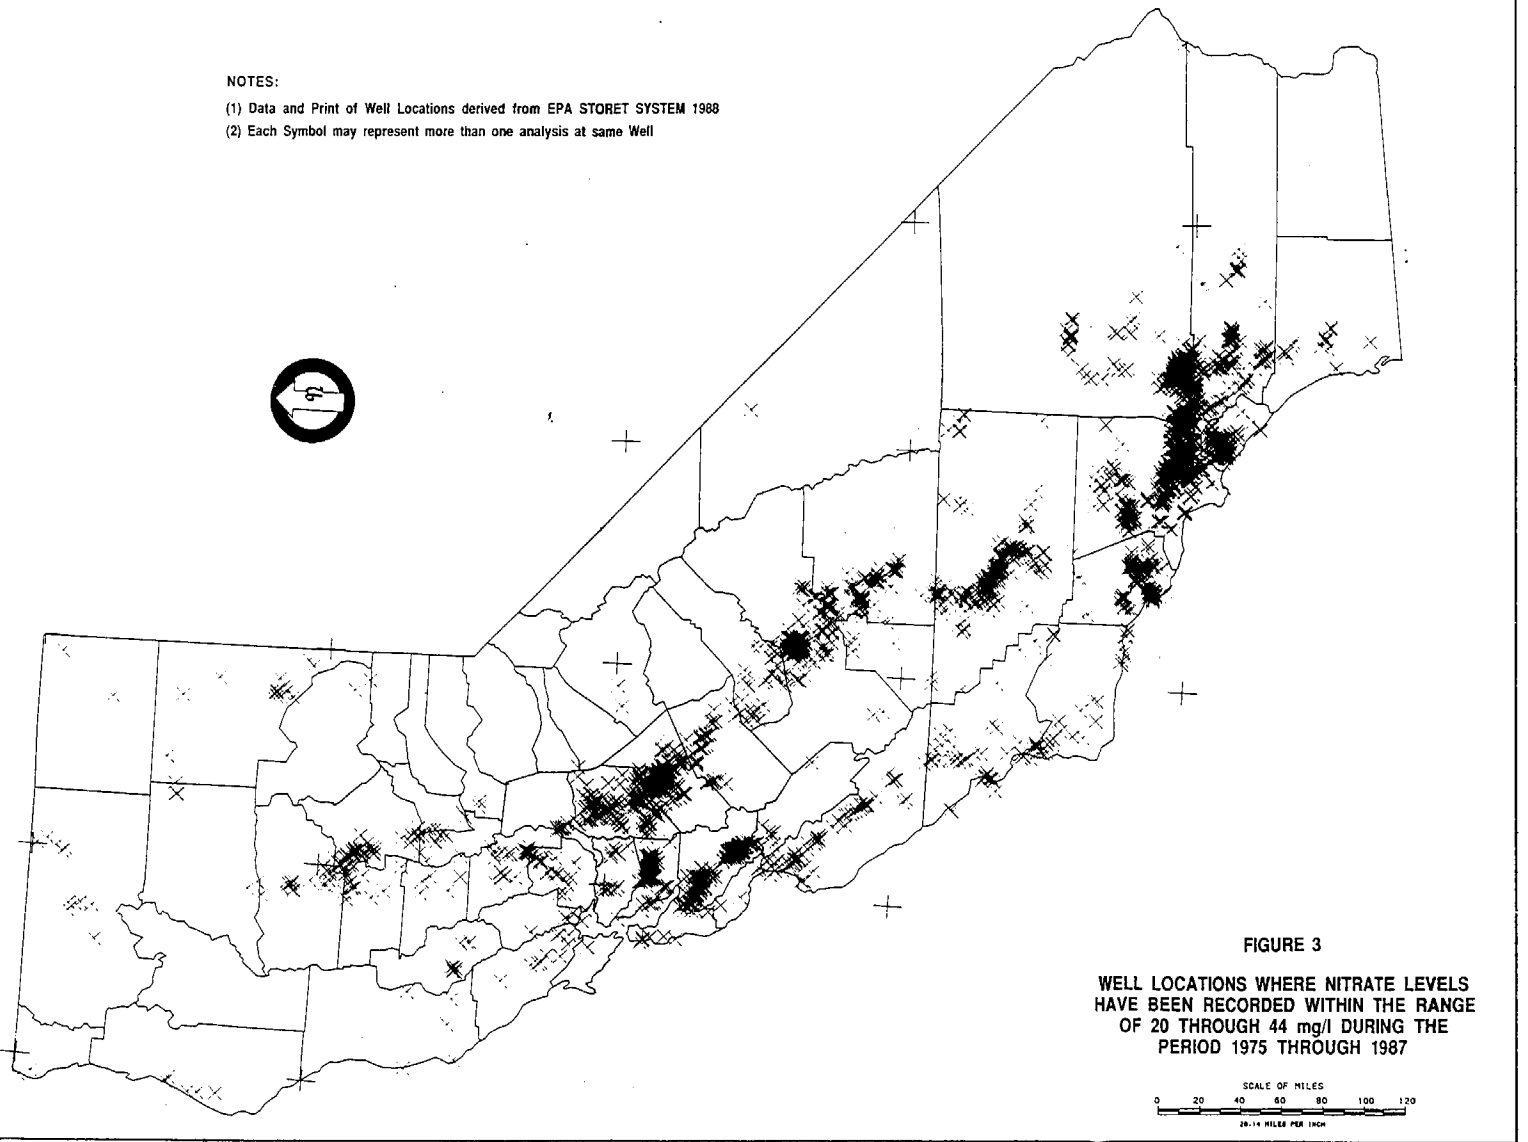 NOTES:
(1) Data and Print of Well Locations derived from EPA STORET SYSTEM 1988
(2) Each Symbol may represent more than one analysis at same Well
FIGURE 3
WELL LOCATIONS WHERE NITRATE LEVELS
HAVE BEEN RECORDED WITHIN THE RANGE
OF 20 THROUGH 44 mg/l DURING THE
PERIOD 1975 THROUGH 1987
SCALE OF MILES
0 20 40 60 80 100 120
MILES PER INCH